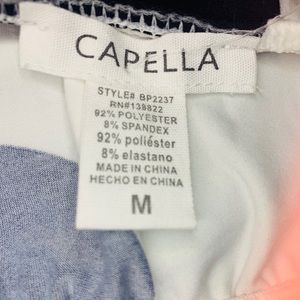 CAPELLA
STYLE# BP2237
RN#138822
92% POLYESTER
8% SPANDEX
92% poliéster
8% elastano
MADE IN CHINA
HECHO EN CHINA
M